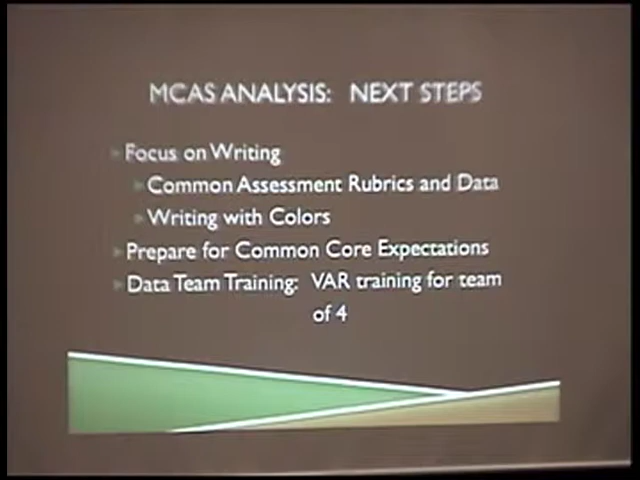 MCAS ANALYSIS: NEXT STEPS
Focus on Writing
Common Assessment Rubrics and Data
Writing with Colors
Prepare for Common Core Expectations
Data Team Training: VAR training for team
of 4